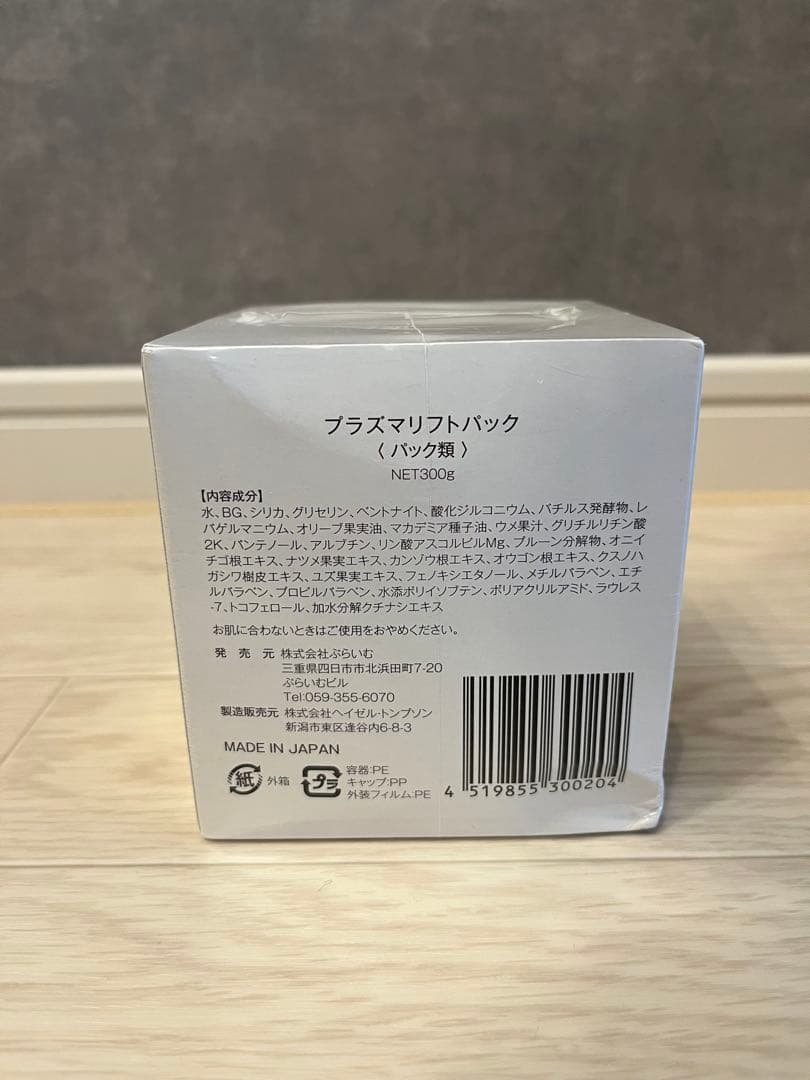 プラズマリフトパック
〈 パック類 〉
NET300g
【内容成分】
水、BG、シリカ、グリセリン、ベントナイト、酸化ジルコニウム、バチルス発酵物、レ
パゲルマニウム、オリーブ果実油、マカデミア種子油、ウメ果汁、グリチルリチン酸
2K、パンテノール、アルブチン、リン酸アスコルビルMg、プルーン分解物、オニイ
チゴ根エキス、ナツメ果実エキス、カンゾウ根エキス、オウゴン根エキス、クスノハ
ガシワ樹皮エキス、ユズ果実エキス、フェノキシエタノール、メチルパラベン、エチ
ルパラベン、プロピルパラベン、水添ポリイソブテン、ポリアクリルアミド、ラウレス
-7、トコフェロール、加水分解クチナシエキス
お肌に合わないときはご使用をおやめください。
発 売 元 株式会社ぷらいむ
三重県四日市市北浜田町7-20
ぷらいむビル
Tel:059-355-6070
製造販売元 株式会社ヘイゼル・トンプソン
新潟市東区逢谷内6-8-3
MADE IN JAPAN
紙 外箱
プラ 容器:PE
キャップ:PP
外装フィルム:PE
4 519855 300204